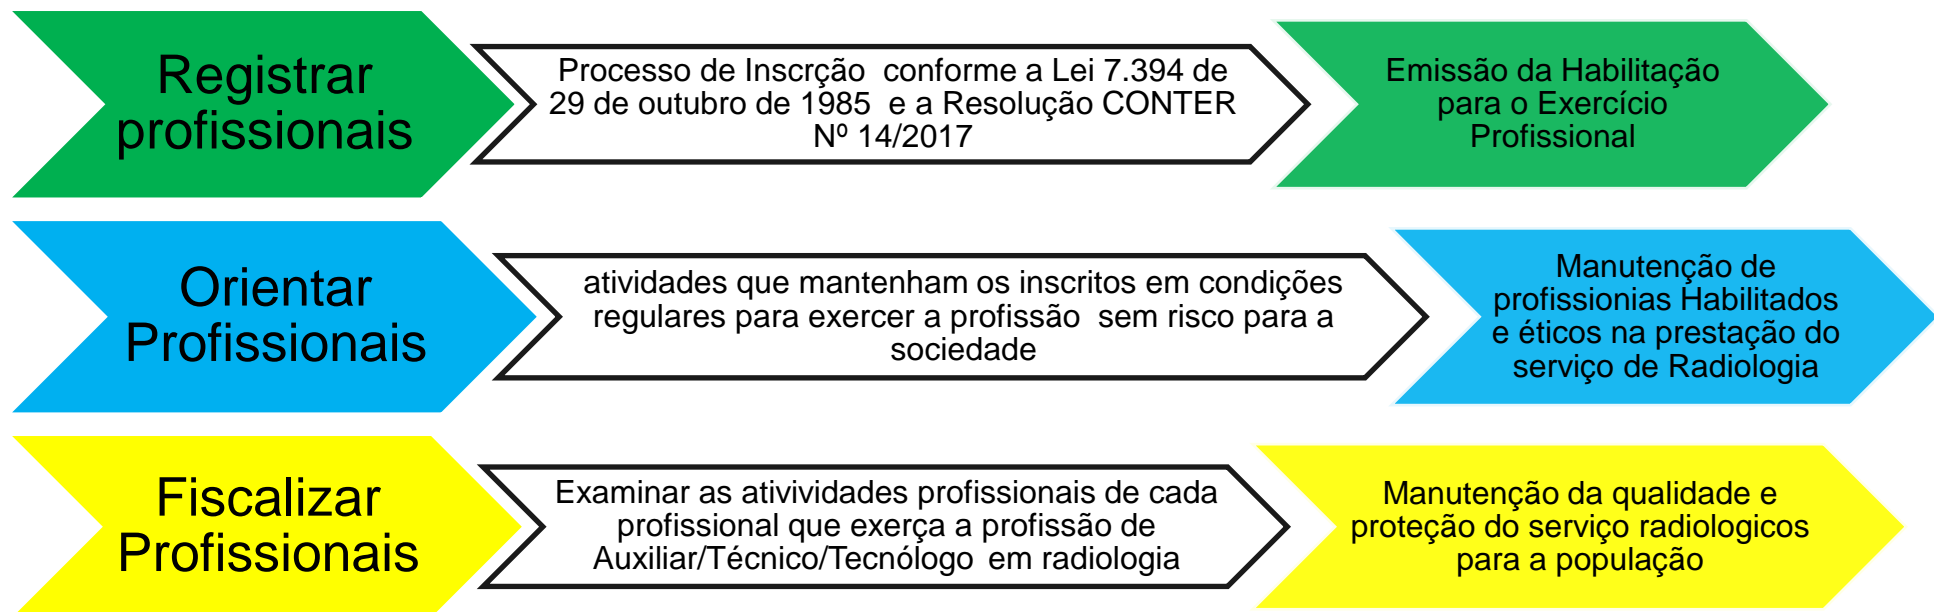 Registrar
profissionais
Processo de Inscrção conforme a Lei 7.394 de
29 de outubro de 1985 e a Resolução CONTER
Nº 14/2017
Emissão da Habilitação
para o Exercício
Profissional
Orientar
Profissionais
atividades que mantenham os inscritos em condições
regulares para exercer a profissão sem risco para a
sociedade
Manutenção de
profissionias Habilitados
e éticos na prestação do
serviço de Radiologia
Fiscalizar
Profissionais
Examinar as ativividades profissionais de cada
profissional que exerça a profissão de
Auxiliar/Técnico/Tecnólogo em radiologia
Manutenção da qualidade e
proteção do serviço radiologicos
para a população